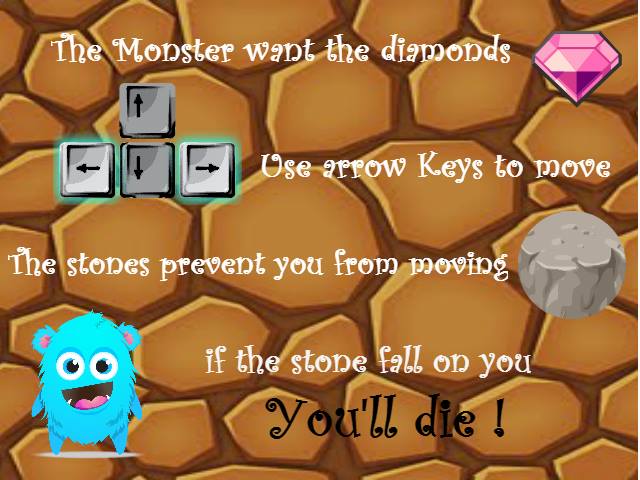 The Monster want the diamonds
↑
← ↓ →
Use arrow Keys to move
The stones prevent you from moving
if the stone fall on you
You'll die !